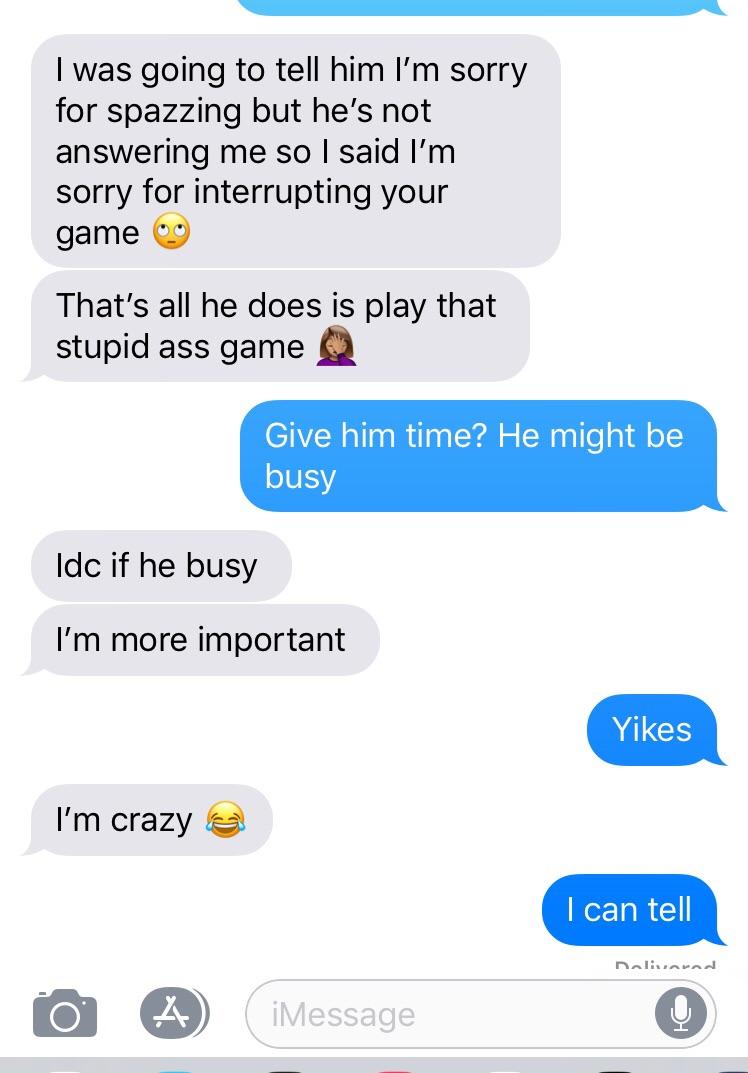 I was going to tell him I’m sorry
for spazzing but he’s not
answering me so I said I’m
sorry for interrupting your
game 🙄
That’s all he does is play that
stupid ass game 🤦🏽‍♀️
Give him time? He might be
busy
Idc if he busy
I’m more important
Yikes
I’m crazy 😂
I can tell
Delivered
iMessage